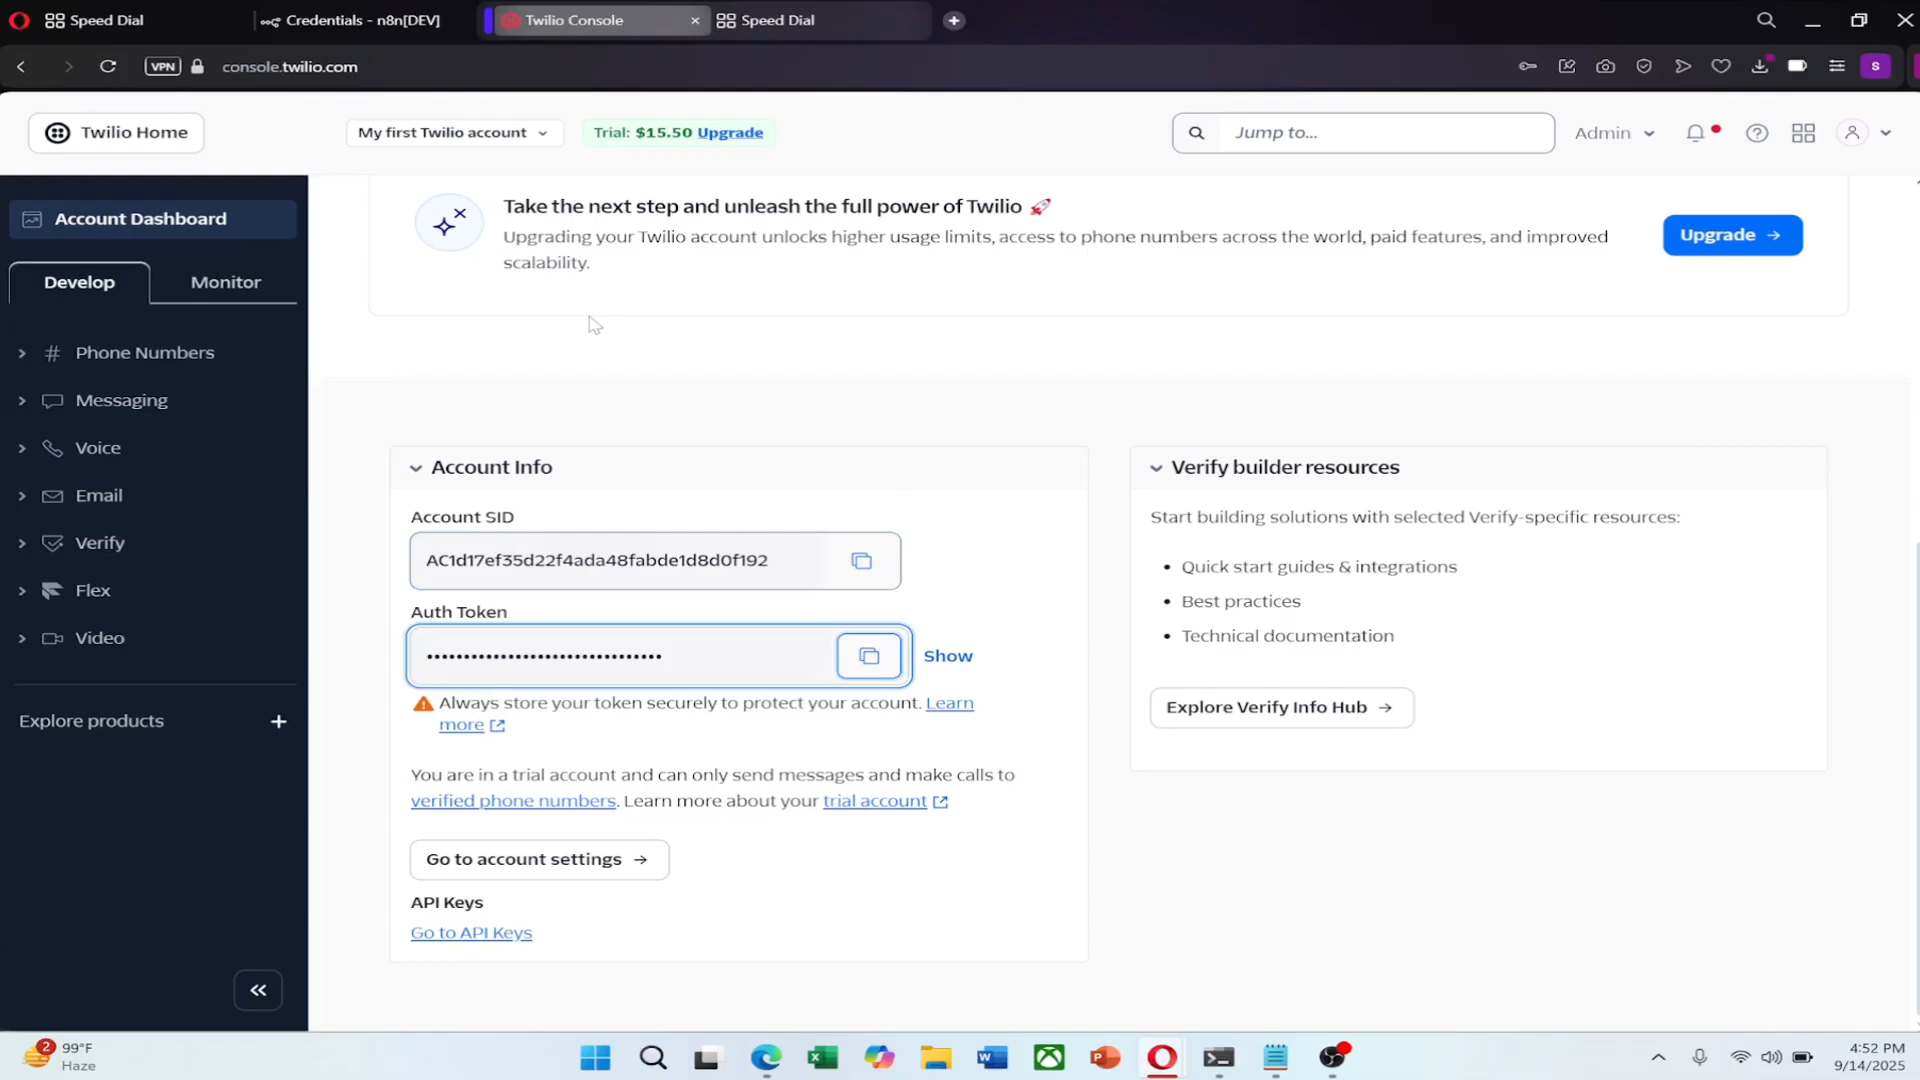 Speed Dial
Credentials - n8n[DEV]
Twilio Console
Speed Dial
VPN
console.twilio.com
S
Twilio Home
My first Twilio account
Trial: $15.50 Upgrade
Jump to...
Admin
Account Dashboard
Develop
Monitor
Phone Numbers
Messaging
Voice
Email
Verify
Flex
Video
Explore products
Take the next step and unleash the full power of Twilio 🚀
Upgrading your Twilio account unlocks higher usage limits, access to phone numbers across the world, paid features, and improved
scalability.
Upgrade →
Account Info
Account SID
AC1d17ef35d22f4ada48fabde1d8d0f192
Auth Token
••••••••••••••••••••••••••••••••
Show
Always store your token securely to protect your account. Learn
more
You are in a trial account and can only send messages and make calls to
verified phone numbers. Learn more about your trial account
Go to account settings →
API Keys
Go to API Keys
Verify builder resources
Start building solutions with selected Verify-specific resources:
• Quick start guides & integrations
• Best practices
• Technical documentation
Explore Verify Info Hub →
2
99°F
Haze
4:52 PM
9/14/2025